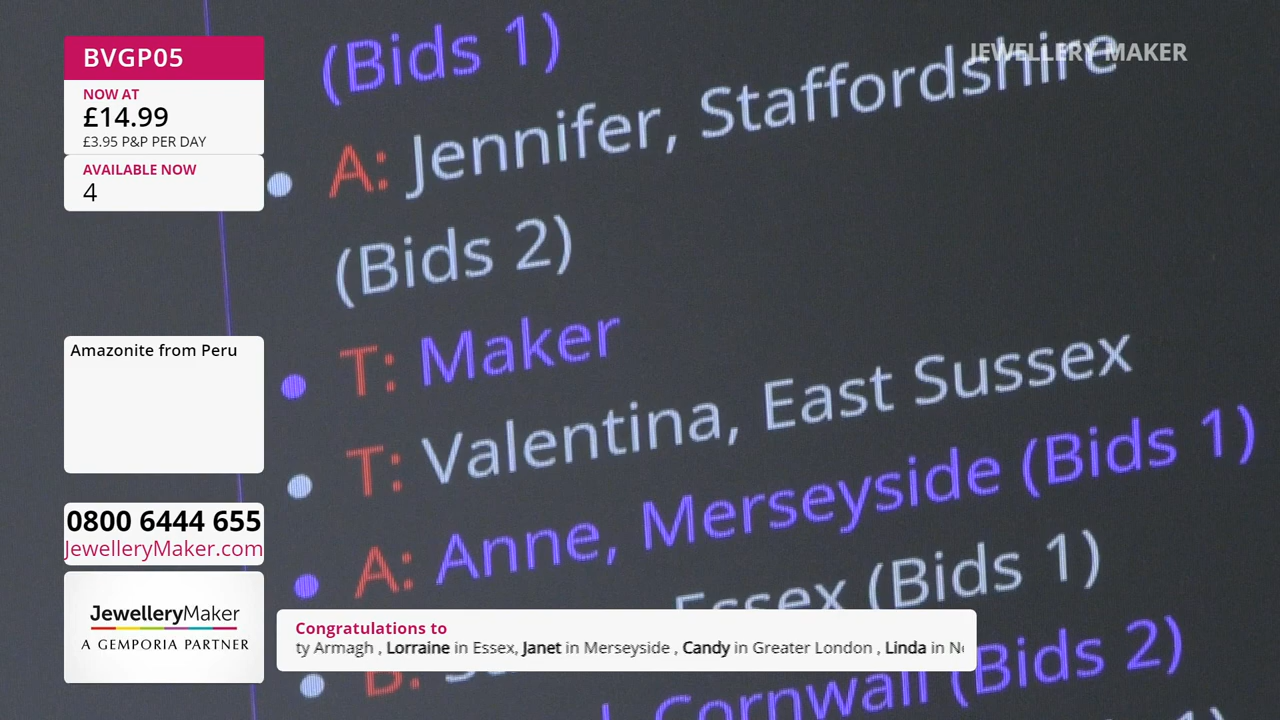 BVGP05
NOW AT
£14.99
£3.95 P&P PER DAY
AVAILABLE NOW
4
Amazonite from Peru
0800 6444 655
JewelleryMaker.com
JewelleryMaker
A GEMPORIA PARTNER
JEWELLERY MAKER
(Bids 1)
A: Jennifer, Staffordshire
(Bids 2)
T: Maker
T: Valentina, East Sussex
A: Anne, Merseyside (Bids 1)
Essex (Bids 1)
Cornwall (Bids 2)
Congratulations to
ty Armagh , Lorraine in Essex, Janet in Merseyside , Candy in Greater London , Linda in